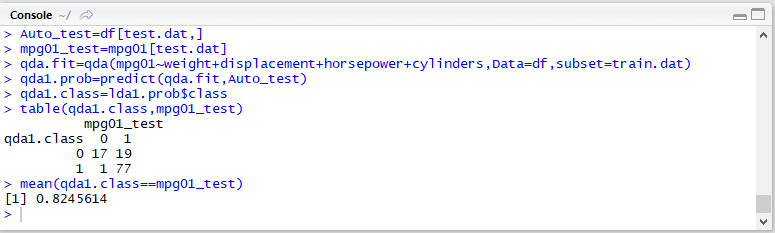 Console ~/
> Auto_test=df[test.dat,]
> mpg01_test=mpg01[test.dat]
> qda.fit=qda(mpg01~weight+displacement+horsepower+cylinders,Data=df,subset=train.dat)
> qda1.prob=predict(qda.fit,Auto_test)
> qda1.class=lda1.prob$class
> table(qda1.class,mpg01_test)
mpg01_test
qda1.class 0 1
0 17 19
1 1 77
> mean(qda1.class==mpg01_test)
[1] 0.8245614
>